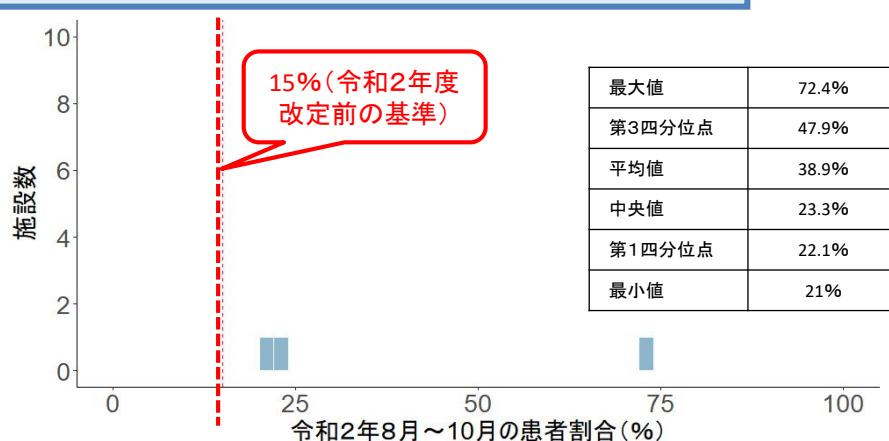 15%（令和2年度
改定前の基準）
最大値 72.4%
第3四分位点 47.9%
平均値 38.9%
中央値 23.3%
第1四分位点 22.1%
最小値 21%
施設数
10
8
6
4
2
0
0 25 50 75 100
令和2年8月～10月の患者割合（%）